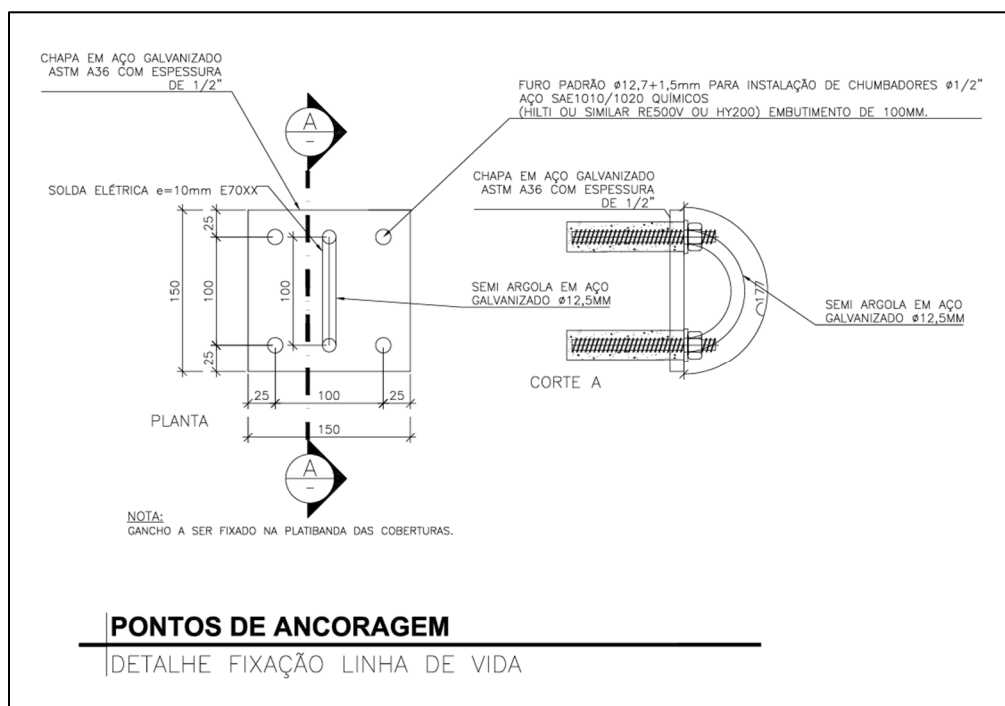 CHAPA EM AÇO GALVANIZADO
ASTM A36 COM ESPESSURA
DE 1/2"
FURO PADRÃO ø12,7+1,5mm PARA INSTALAÇÃO DE CHUMBADORES ø1/2"
AÇO SAE1010/1020 QUÍMICOS
(HILTI OU SIMILAR RE500V OU HY200) EMBUTIMENTO DE 100MM.
A
-
CHAPA EM AÇO GALVANIZADO
ASTM A36 COM ESPESSURA
DE 1/2"
SOLDA ELÉTRICA e=10mm E70XX
25
150
100
100
25
SEMI ARGOLA EM AÇO
GALVANIZADO ø12,5MM
177
SEMI ARGOLA EM AÇO
GALVANIZADO ø12,5MM
CORTE A
25
100
25
150
PLANTA
A
-
NOTA:
GANCHO A SER FIXADO NA PLATIBANDA DAS COBERTURAS.
PONTOS DE ANCORAGEM
DETALHE FIXAÇÃO LINHA DE VIDA